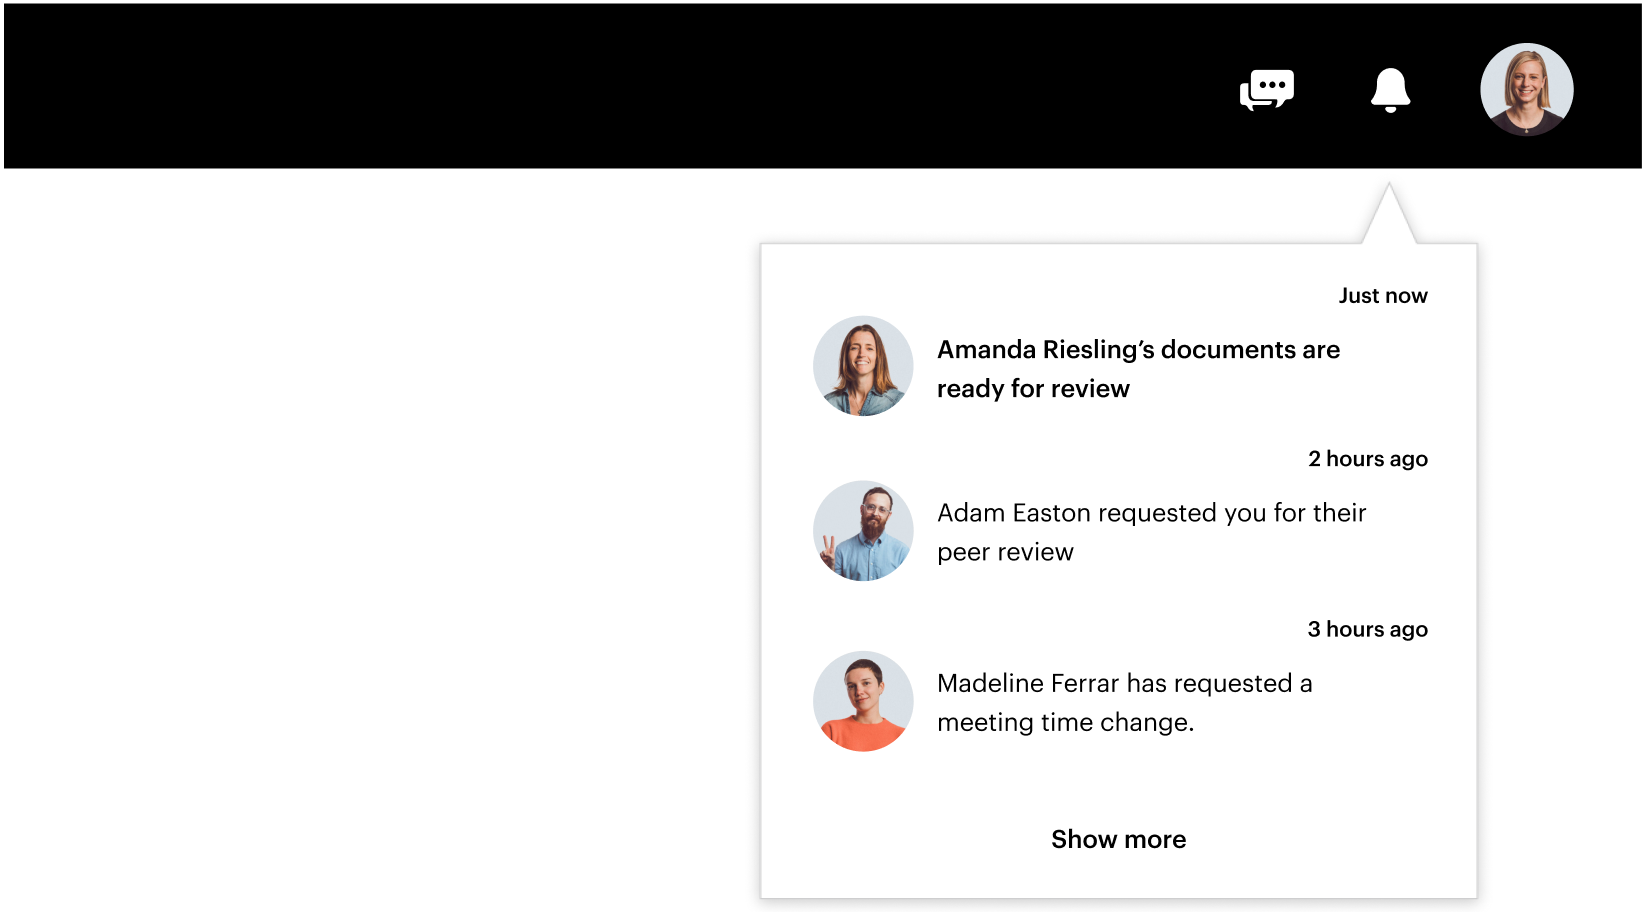 Just now
Amanda Riesling’s documents are
ready for review
2 hours ago
Adam Easton requested you for their
peer review
3 hours ago
Madeline Ferrar has requested a
meeting time change.
Show more